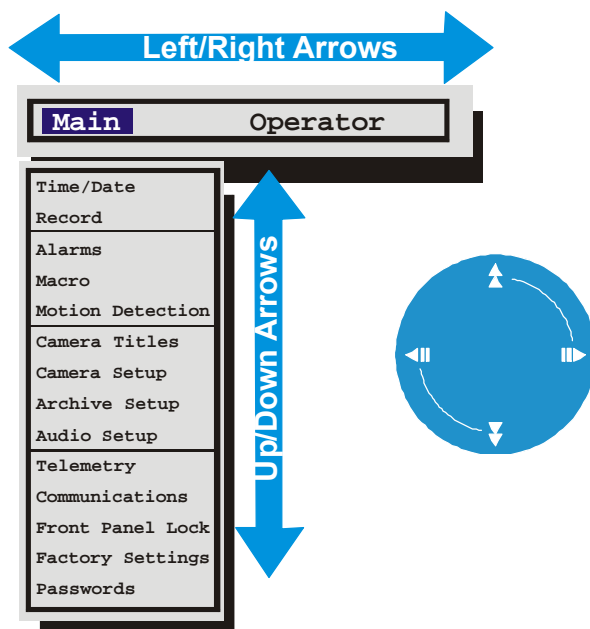 Left/Right Arrows
Main Operator
Time/Date
Record
Alarms
Macro
Motion Detection
Camera Titles
Camera Setup
Archive Setup
Audio Setup
Telemetry
Communications
Front Panel Lock
Factory Settings
Passwords
Up/Down Arrows